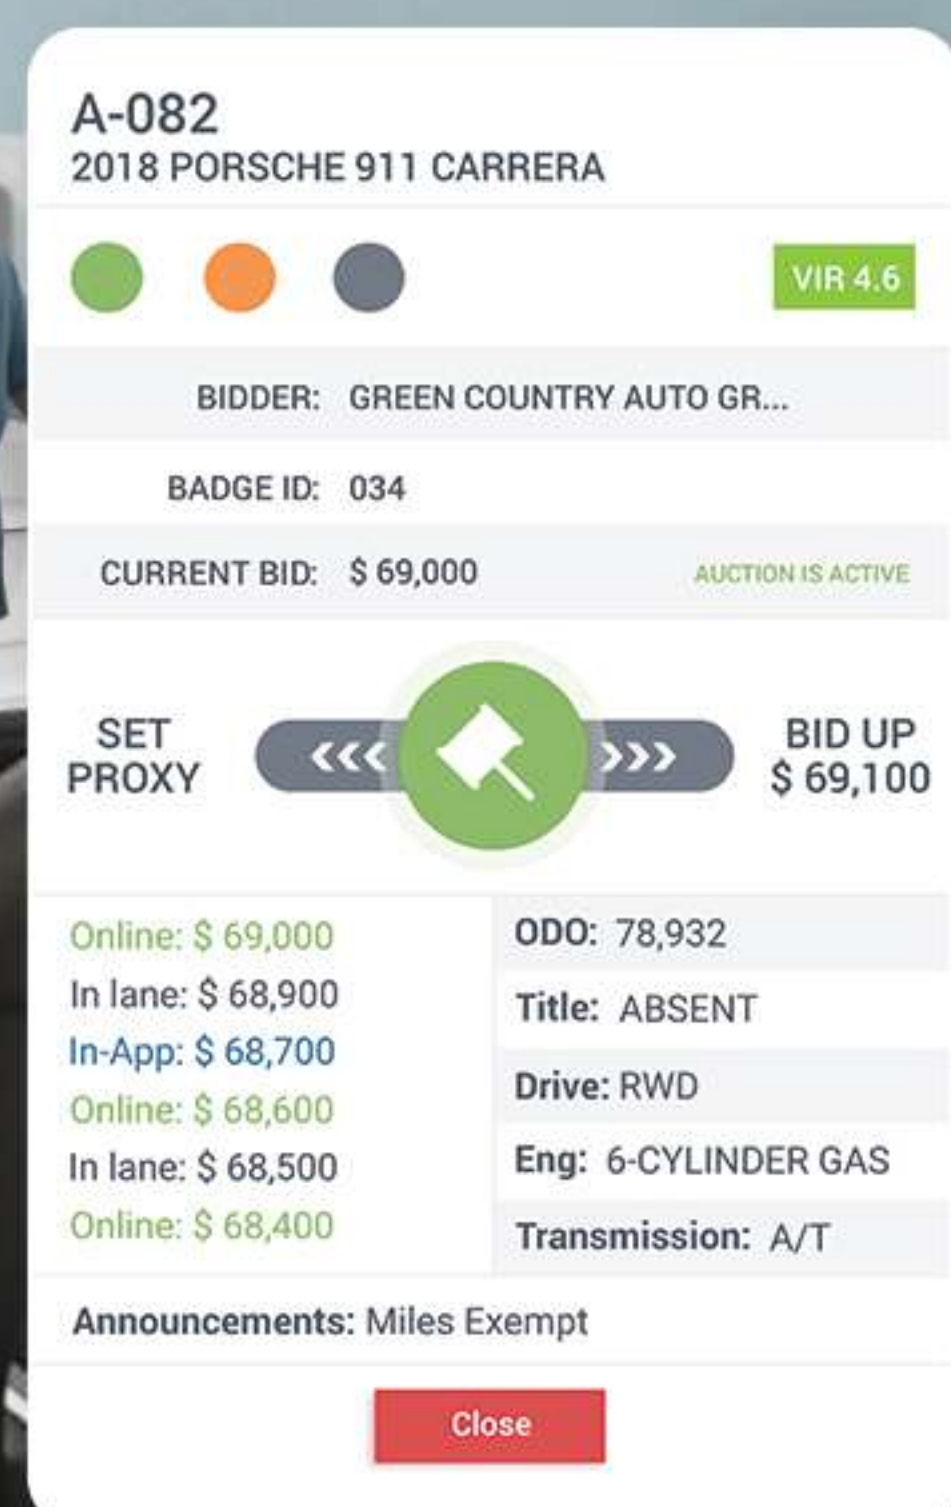 A-082
2018 PORSCHE 911 CARRERA
VIR 4.6
BIDDER: GREEN COUNTRY AUTO GR...
BADGE ID: 034
CURRENT BID: $ 69,000 AUCTION IS ACTIVE
SET
PROXY
BID UP
$ 69,100
Online: $ 69,000
In lane: $ 68,900
In-App: $ 68,700
Online: $ 68,600
In lane: $ 68,500
Online: $ 68,400
ODO: 78,932
Title: ABSENT
Drive: RWD
Eng: 6-CYLINDER GAS
Transmission: A/T
Announcements: Miles Exempt
Close